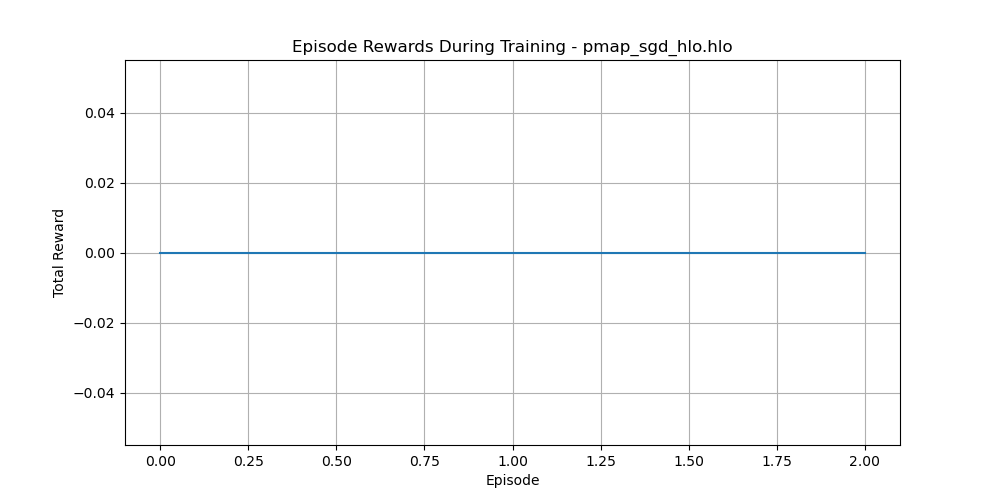 Episode Rewards During Training - pmap_sgd_hlo.hlo
Total Reward
0.04
0.02
0.00
−0.02
−0.04
0.00 0.25 0.50 0.75 1.00 1.25 1.50 1.75 2.00
Episode